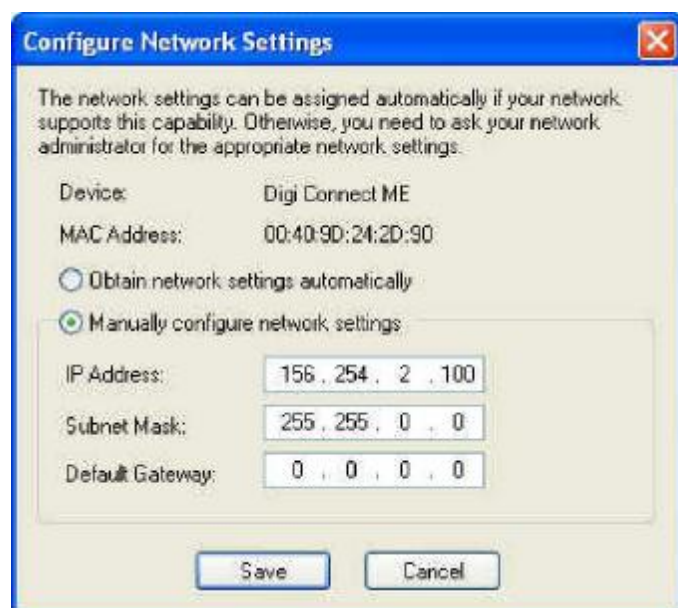 Configure Network Settings
The network settings can be assigned automatically if your network
supports this capability. Otherwise, you need to ask your network
administrator for the appropriate network settings.
Device: Digi Connect ME
MAC Address: 00:40:9D:24:2D:90
Obtain network settings automatically
Manually configure network settings
IP Address: 156 . 254 . 2 . 100
Subnet Mask: 255 . 255 . 0 . 0
Default Gateway: 0 . 0 . 0 . 0
Save Cancel